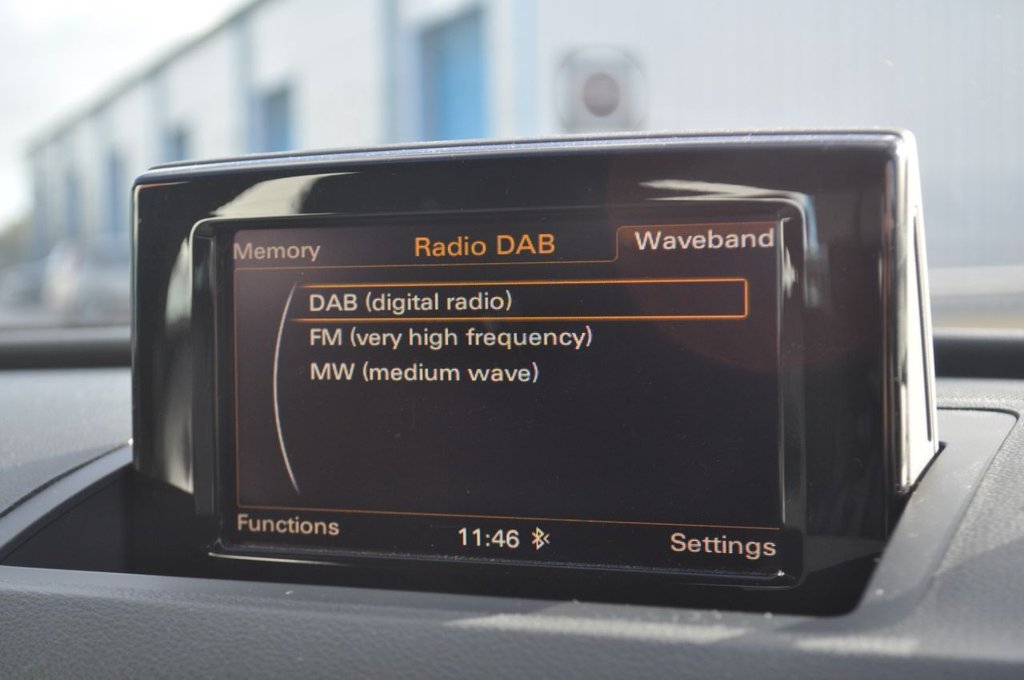 Memory
Radio DAB
Waveband
DAB (digital radio)
FM (very high frequency)
MW (medium wave)
Functions
11:46
Settings